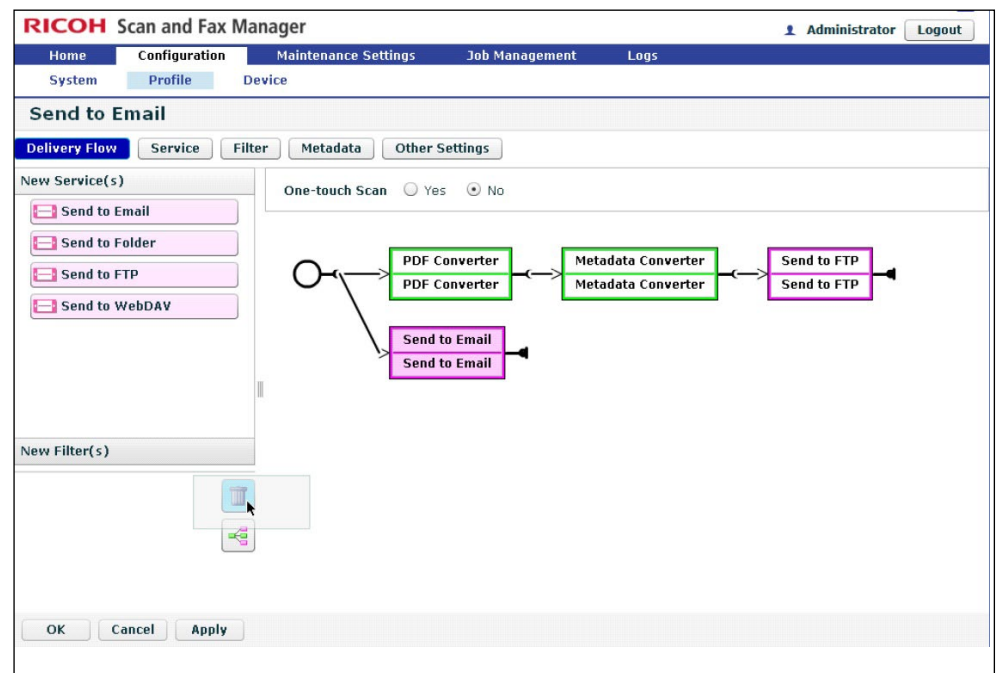 RICOH Scan and Fax Manager
Administrator Logout
Home Configuration Maintenance Settings Job Management Logs
System Profile Device
Send to Email
Delivery Flow Service Filter Metadata Other Settings
New Service(s)
One-touch Scan Yes No
Send to Email
Send to Folder
Send to FTP
Send to WebDAV
PDF Converter
PDF Converter
Metadata Converter
Metadata Converter
Send to FTP
Send to FTP
Send to Email
Send to Email
New Filter(s)
OK Cancel Apply